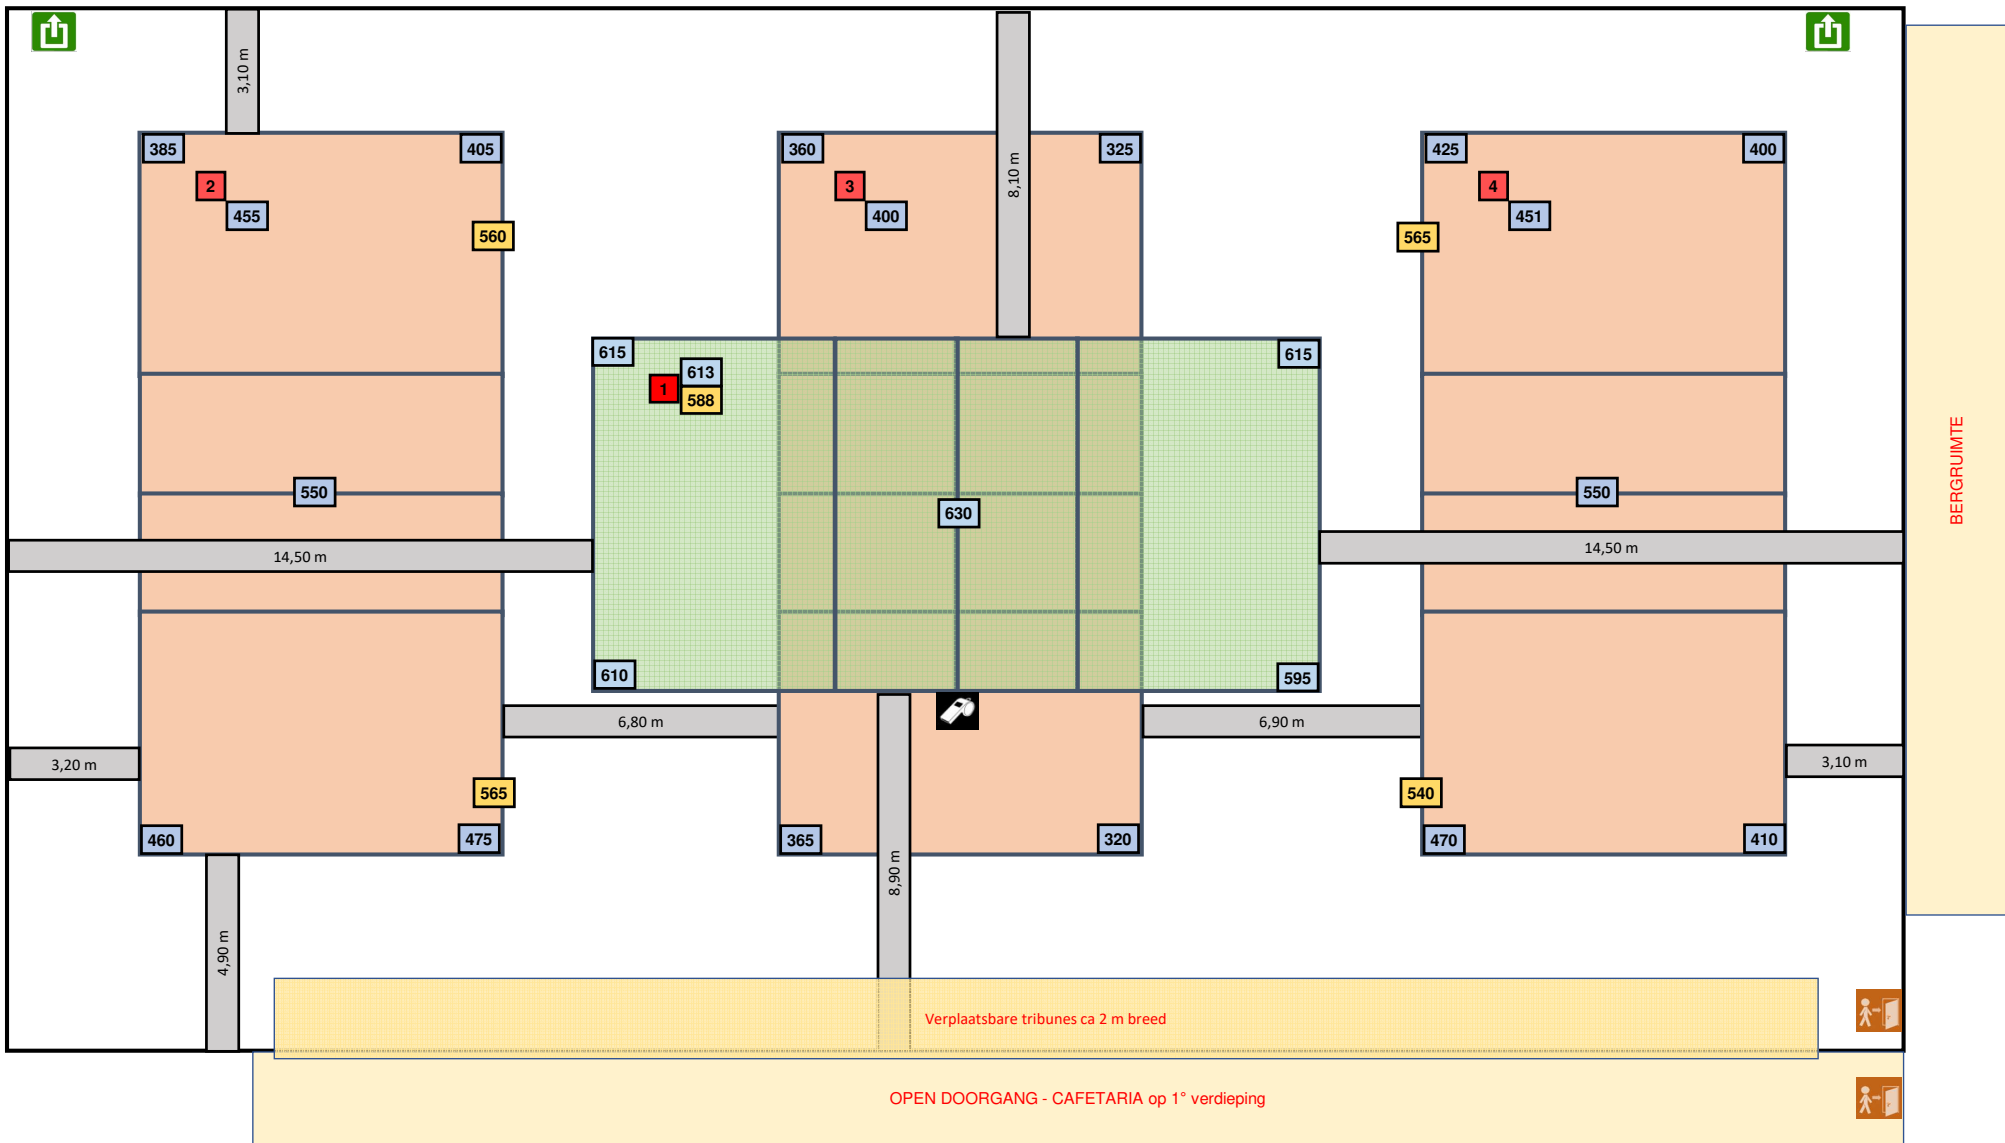 3,10 m
8,10 m
385
405
360
325
425
400
2
3
4
455
400
451
560
565
615
615
613
1
588
550
630
550
14,50 m
14,50 m
BERGRUIMTE
610
595
6,80 m
6,90 m
3,20 m
3,10 m
565
540
460
475
365
320
470
410
8,90 m
4,90 m
Verplaatsbare tribunes ca 2 m breed
OPEN DOORGANG - CAFETARIA op 1° verdieping